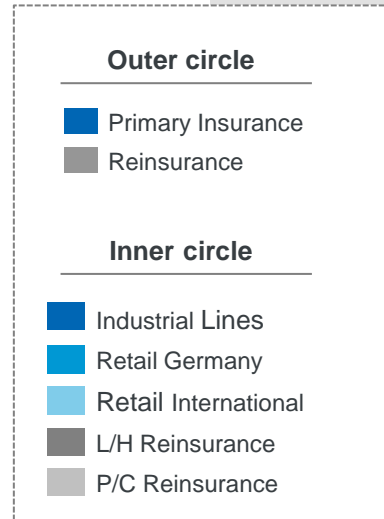 Outer circle
Primary Insurance
Reinsurance
Inner circle
Industrial Lines
Retail Germany
Retail International
L/H Reinsurance
P/C Reinsurance